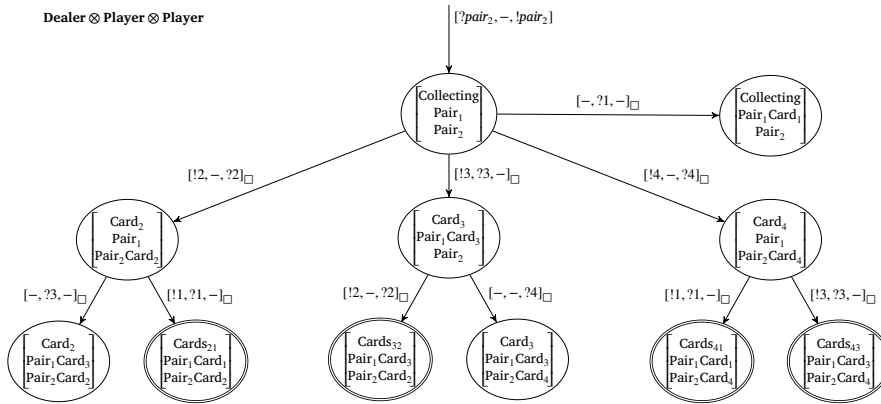 Dealer ⊗ Player ⊗ Player
[?pair₂, −, !pair₂]
[Collecting
Pair₁
Pair₂]
[−, ?1, −]□
[Collecting
Pair₁Card₁
Pair₂]
[!2, −, ?2]□
[!3, ?3, −]□
[!4, −, ?4]□
[Card₂
Pair₁
Pair₂Card₂]
[Card₃
Pair₁Card₃
Pair₂]
[Card₄
Pair₁
Pair₂Card₄]
[−, ?3, −]□
[!1, ?1, −]□
[!2, −, ?2]□
[−, −, ?4]□
[!1, ?1, −]□
[!3, ?3, −]□
[Card₂
Pair₁Card₃
Pair₂Card₂]
[Cards₂₁
Pair₁Card₁
Pair₂Card₂]
[Cards₃₂
Pair₁Card₃
Pair₂Card₂]
[Card₃
Pair₁Card₃
Pair₂Card₄]
[Cards₄₁
Pair₁Card₁
Pair₂Card₄]
[Cards₄₃
Pair₁Card₃
Pair₂Card₄]